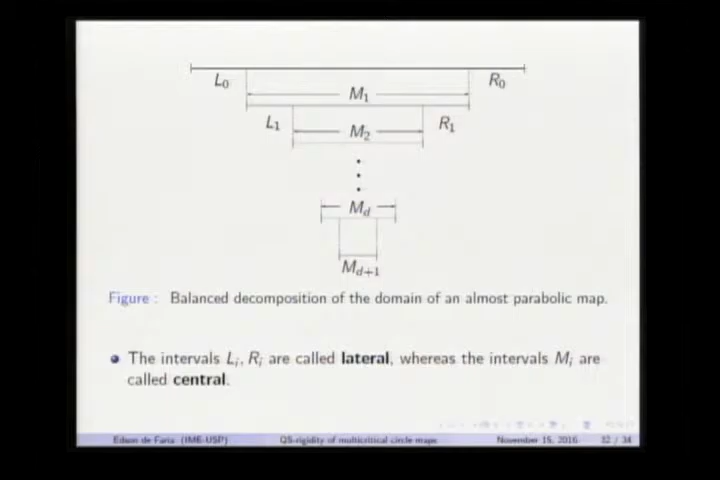 L0 R0
M1
L1 R1
M2
Md
Md+1
Figure : Balanced decomposition of the domain of an almost parabolic map.
The intervals Li, Ri are called lateral, whereas the intervals Mi are
called central.
Edson de Faria (IME-USP) QS-rigidity of multicritical circle maps November 15, 2016 32 / 34